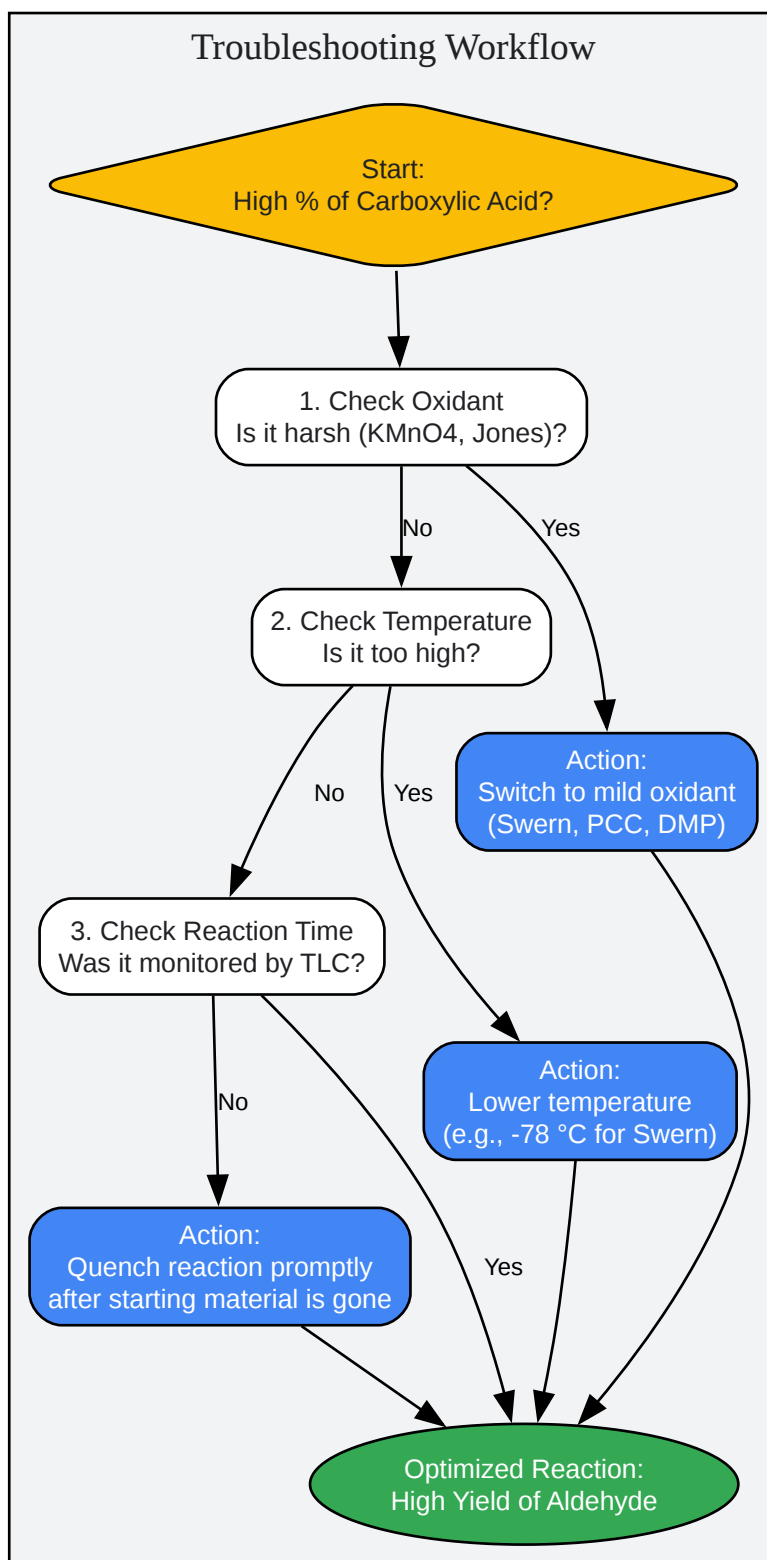 Troubleshooting Workflow
Start:
High % of Carboxylic Acid?
1. Check Oxidant
Is it harsh (KMnO4, Jones)?
No
Yes
2. Check Temperature
Is it too high?
Action:
Switch to mild oxidant
(Swern, PCC, DMP)
No
Yes
3. Check Reaction Time
Was it monitored by TLC?
Action:
Lower temperature
(e.g., -78 °C for Swern)
No
Yes
Action:
Quench reaction promptly
after starting material is gone
Optimized Reaction:
High Yield of Aldehyde